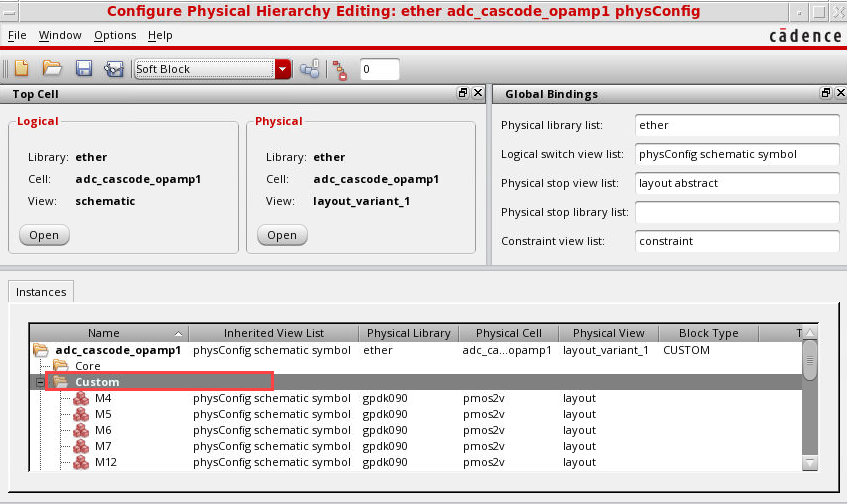 Configure Physical Hierarchy Editing: ether adc_cascode_opamp1 physConfig
File Window Options Help
cādence
Soft Block 0
Top Cell
Global Bindings
Logical
Library: ether
Cell: adc_cascode_opamp1
View: schematic
Open
Physical
Library: ether
Cell: adc_cascode_opamp1
View: layout_variant_1
Open
Physical library list: ether
Logical switch view list: physConfig schematic symbol
Physical stop view list: layout abstract
Physical stop library list:
Constraint view list: constraint
Instances
Name Inherited View List Physical Library Physical Cell Physical View Block Type T
adc_cascode_opamp1 physConfig schematic symbol ether adc_ca...opamp1 layout_variant_1 CUSTOM
Core
Custom
M4 physConfig schematic symbol gpdk090 pmos2v layout
M5 physConfig schematic symbol gpdk090 pmos2v layout
M6 physConfig schematic symbol gpdk090 pmos2v layout
M7 physConfig schematic symbol gpdk090 pmos2v layout
M12 physConfig schematic symbol gpdk090 pmos2v layout